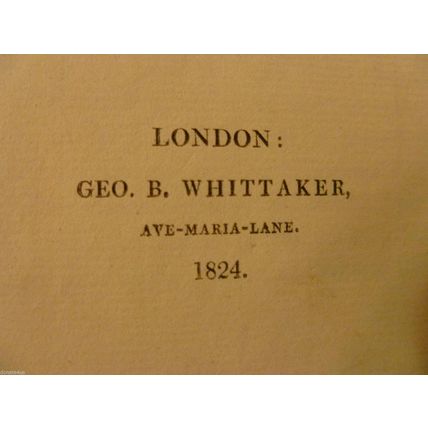 LONDON:
GEO. B. WHITTAKER,
AVE-MARIA-LANE.
1824.